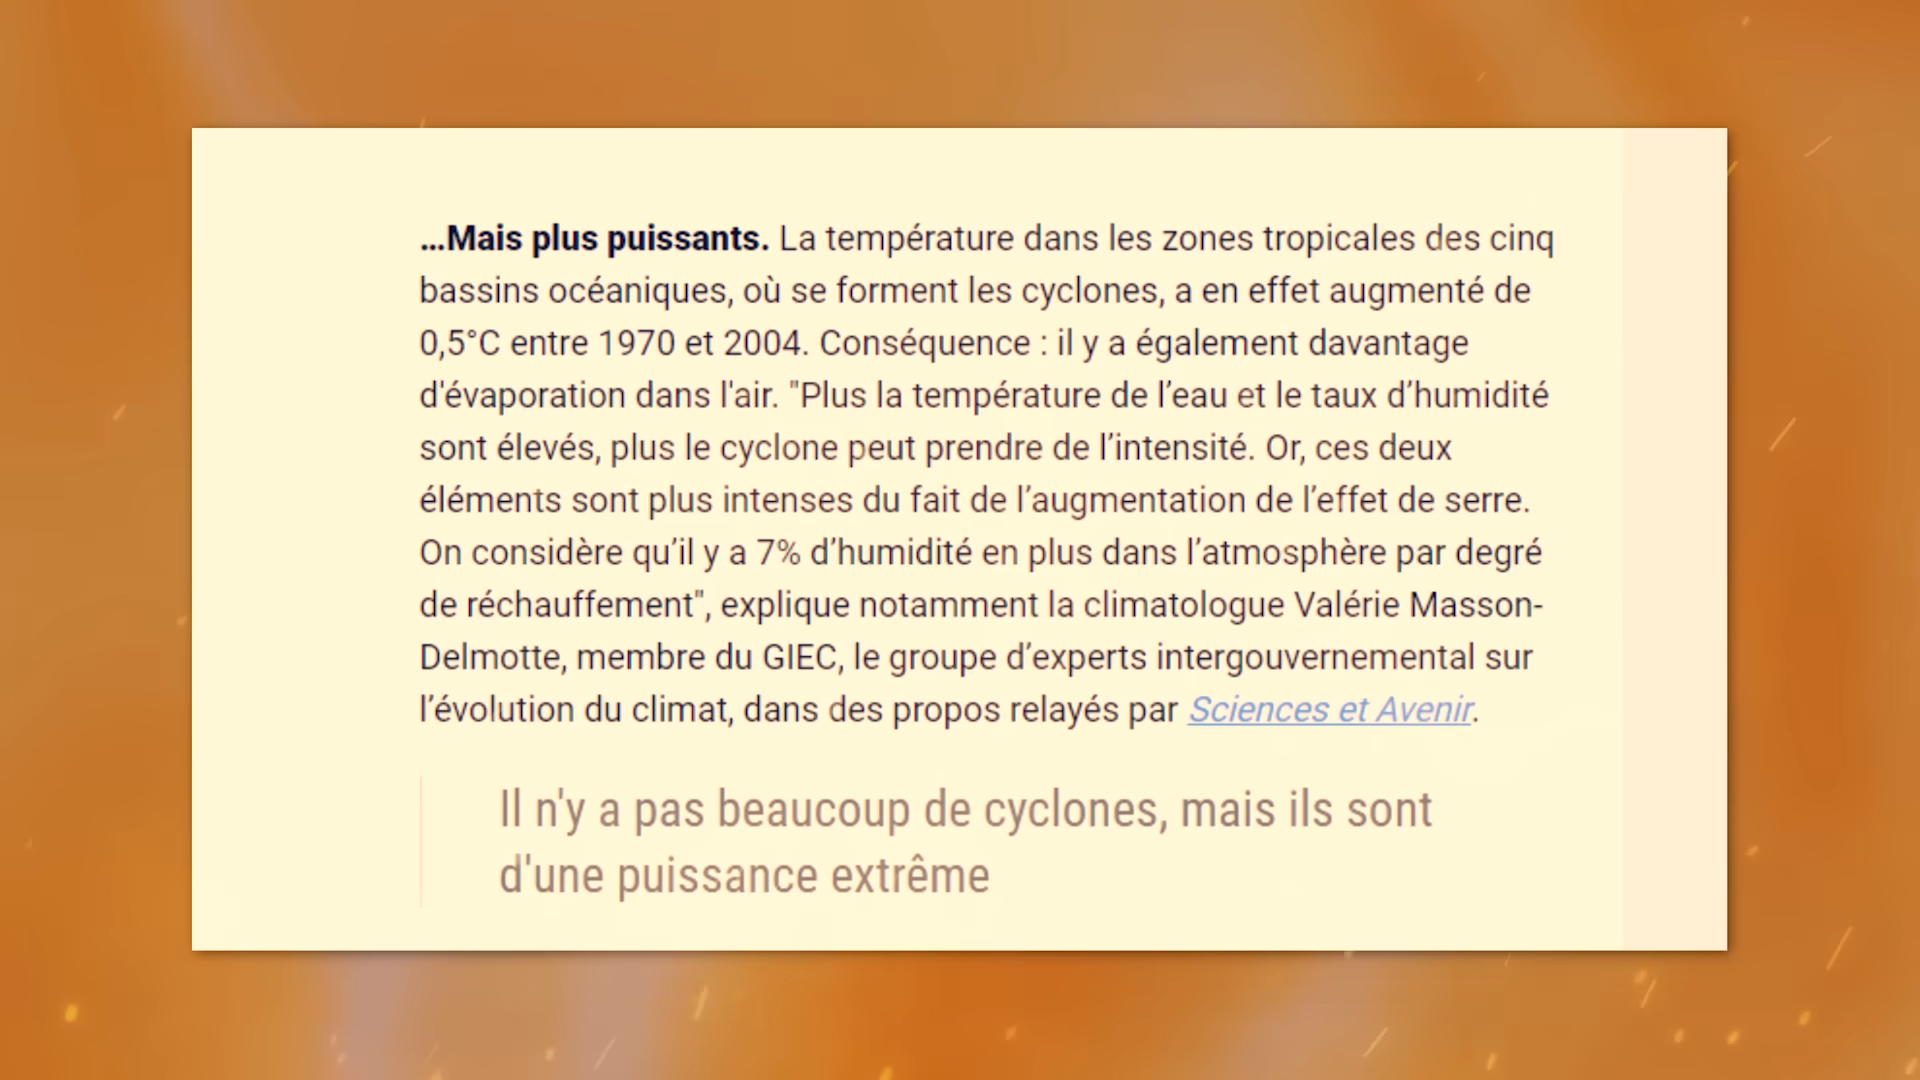 …Mais plus puissants. La température dans les zones tropicales des cinq
bassins océaniques, où se forment les cyclones, a en effet augmenté de
0,5°C entre 1970 et 2004. Conséquence : il y a également davantage
d'évaporation dans l'air. "Plus la température de l’eau et le taux d’humidité
sont élevés, plus le cyclone peut prendre de l’intensité. Or, ces deux
éléments sont plus intenses du fait de l’augmentation de l’effet de serre.
On considère qu’il y a 7% d’humidité en plus dans l’atmosphère par degré
de réchauffement", explique notamment la climatologue Valérie Masson-
Delmotte, membre du GIEC, le groupe d’experts intergouvernemental sur
l’évolution du climat, dans des propos relayés par Sciences et Avenir.
Il n'y a pas beaucoup de cyclones, mais ils sont
d'une puissance extrême